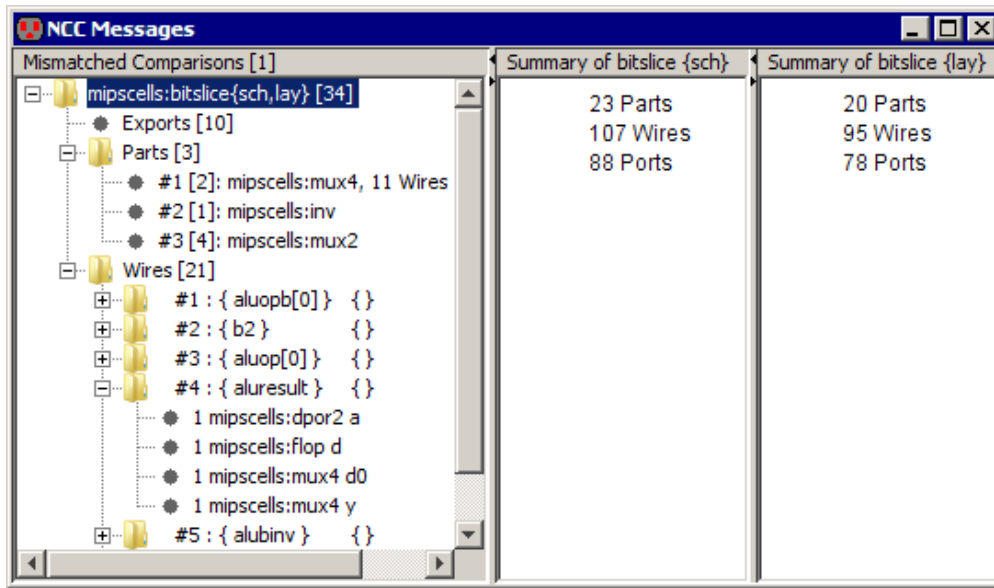 NCC Messages
Mismatched Comparisons [1]
mipscells:bitslice{sch,lay} [34]
Exports [10]
Parts [3]
#1 [2]: mipscells:mux4, 11 Wires
#2 [1]: mipscells:inv
#3 [4]: mipscells:mux2
Wires [21]
#1 : { aluopb[0] } {}
#2 : { b2 } {}
#3 : { aluop[0] } {}
#4 : { aluresult } {}
1 mipscells:dpor2 a
1 mipscells:flop d
1 mipscells:mux4 d0
1 mipscells:mux4 y
#5 : { alubinv } {}
Summary of bitslice {sch}
23 Parts
107 Wires
88 Ports
Summary of bitslice {lay}
20 Parts
95 Wires
78 Ports